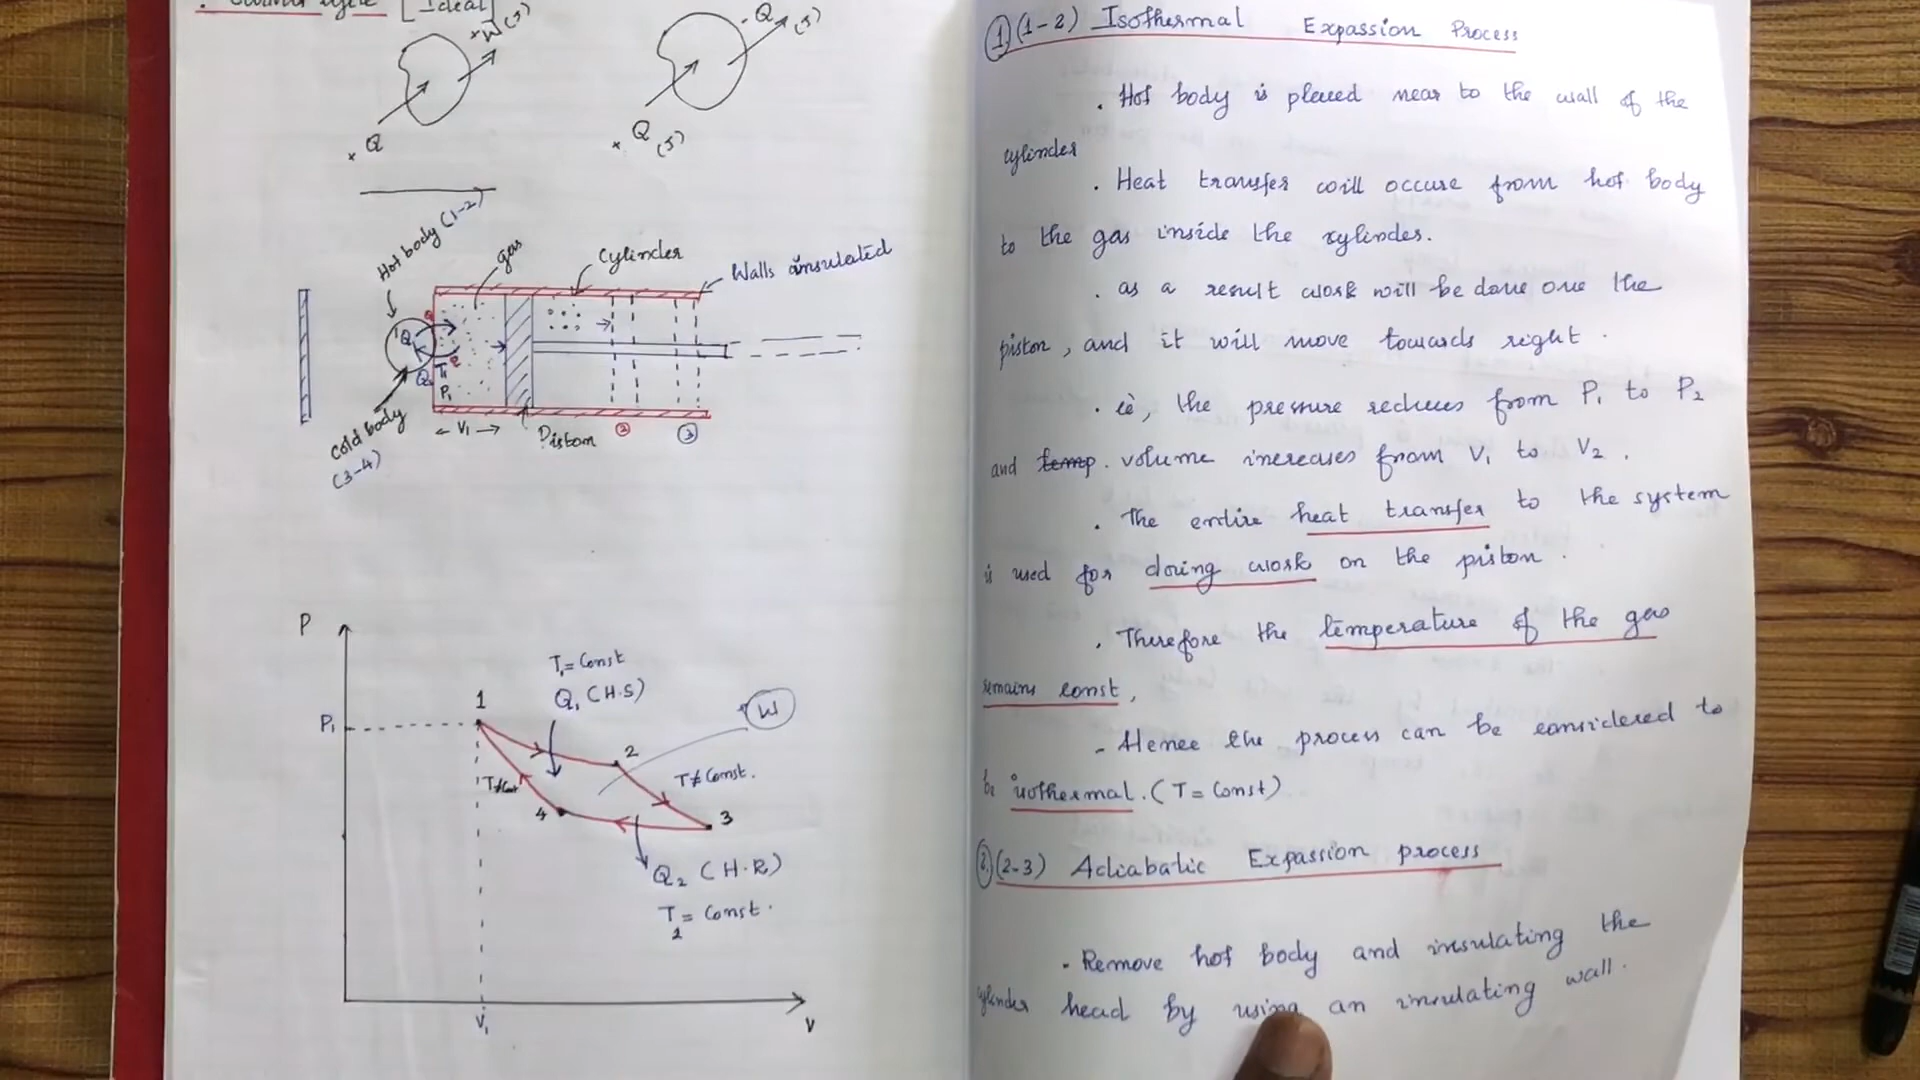 cycle [Ideal]
+W (J)
- Q (J)
+ Q
+ Q (J)
Hot body (1-2)
gas
Cylinder
Walls insulated
Q
Q
T1
P1
Cold body
(3-4)
← V1 →
Piston
2
3
P
T1 = Const
Q1 (H.S)
W
1
P1
2
T≠Const.
T≠Const
4
3
Q2 (H.R)
T2 = Const.
V1
V
1 (1-2) Isothermal Expassion Process
. Hot body is placed near to the wall of the
cylinder
. Heat transfer will occure from hot body
to the gas inside the cylinder.
. as a result work will be done one the
piston, and it will move towards right.
. ie, the pressure reduces from P1 to P2
and temp. volume increases from V1 to V2.
. The entire heat transfer to the system
is used for doing work on the piston.
. Therefore the temperature of the gas
remains const,
- Hence the process can be considered to
be isothermal. (T = Const)
2. (2-3) Adiabatic Expassion process
- Remove hot body and insulating the
cylinder head by using an insulating wall.